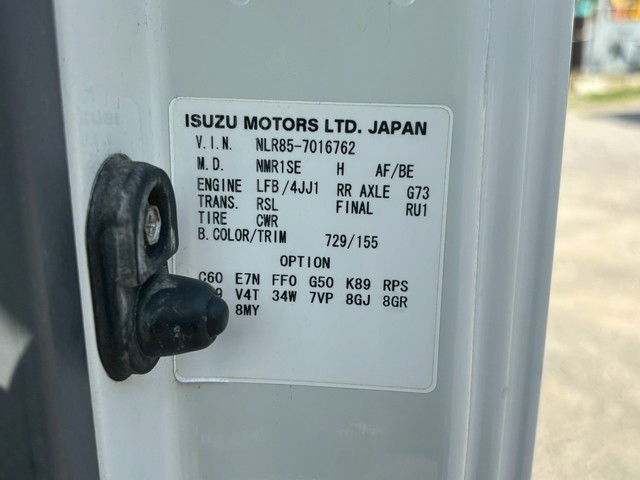 ISUZU MOTORS LTD. JAPAN
V.I.N. NLR85-7016762
M.D. NMR1SE H AF/BE
ENGINE LFB/4JJ1 RR AXLE G73
TRANS. RSL FINAL RU1
TIRE CWR
B.COLOR/TRIM 729/155
OPTION
C60 E7N FF0 G50 K89 RPS
V4T 34W 7VP 8GJ 8GR
8MY